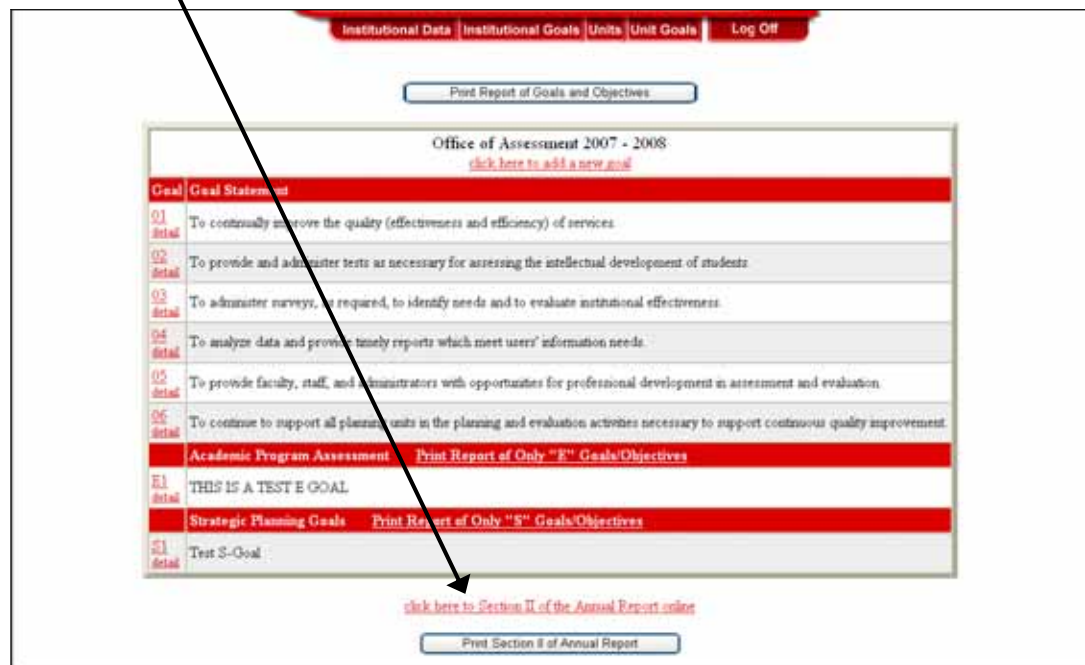 Institutional Data Institutional Goals Units Unit Goals Log Off
Print Report of Goals and Objectives
Office of Assessment 2007 - 2008
click here to add a new goal
Goal Goal Statement
01 detail To continually improve the quality (effectiveness and efficiency) of services.
02 detail To provide and administer tests as necessary for assessing the intellectual development of students.
03 detail To administer surveys, as required, to identify needs and to evaluate institutional effectiveness.
04 detail To analyze data and provide timely reports which meet users' information needs.
05 detail To provide faculty, staff, and administrators with opportunities for professional development in assessment and evaluation.
06 detail To continue to support all planning units in the planning and evaluation activities necessary to support continuous quality improvement.
Academic Program Assessment Print Report of Only "E" Goals/Objectives
E1 detail THIS IS A TEST E GOAL
Strategic Planning Goals Print Report of Only "S" Goals/Objectives
S1 detail Test S-Goal
click here to Section II of the Annual Report online
Print Section II of Annual Report